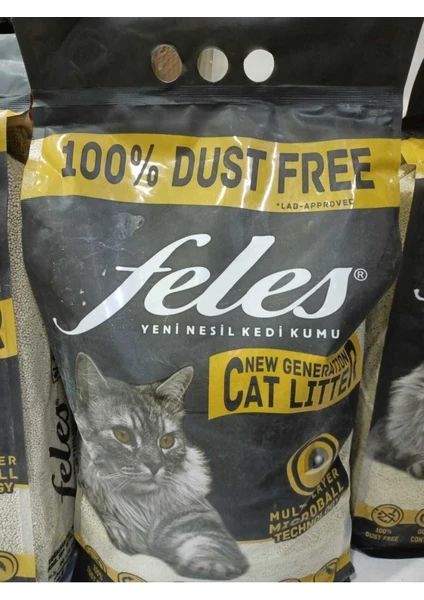 100% DUST FREE
*LAB-APPROVED
feles®
YENİ NESİL KEDİ KUMU
NEW GENERATION
CAT LITTER
MULTI LAYER
MICROBALL
TECHNOLOGY
feles
100%
DUST FREE